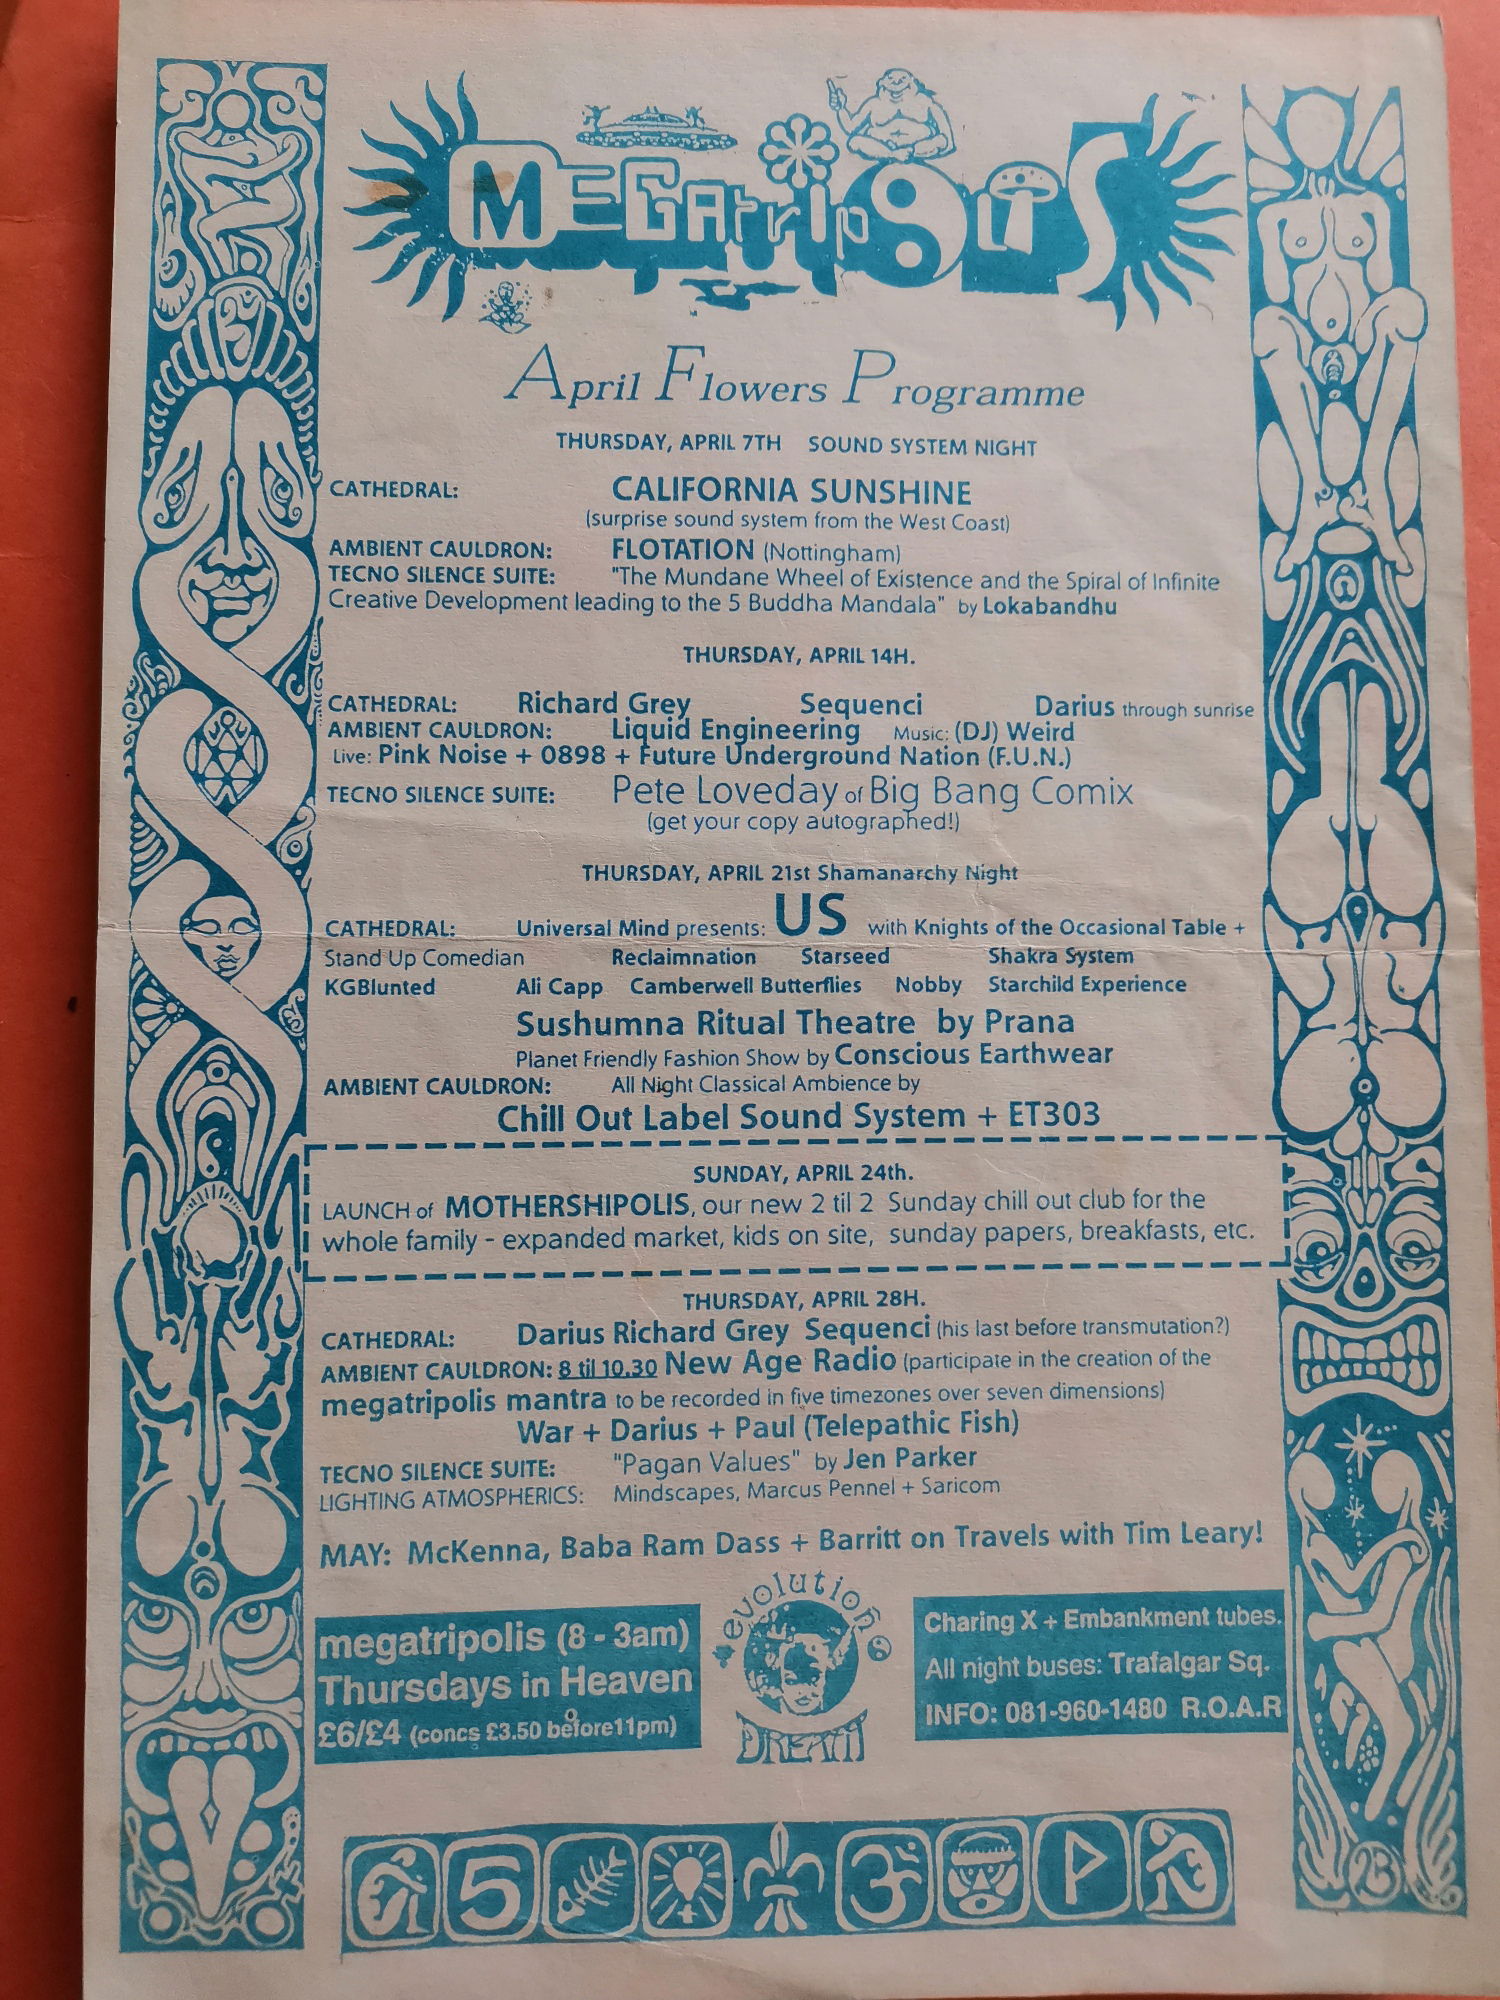 MEGAtripOliS
April Flowers Programme
THURSDAY, APRIL 7TH SOUND SYSTEM NIGHT
CATHEDRAL: CALIFORNIA SUNSHINE
(surprise sound system from the West Coast)
AMBIENT CAULDRON: FLOTATION (Nottingham)
TECNO SILENCE SUITE: "The Mundane Wheel of Existence and the Spiral of Infinite
Creative Development leading to the 5 Buddha Mandala" by Lokabandhu
THURSDAY, APRIL 14H.
CATHEDRAL: Richard Grey Sequenci Darius through sunrise
AMBIENT CAULDRON: Liquid Engineering Music: (DJ) Weird
Live: Pink Noise + 0898 + Future Underground Nation (F.U.N.)
TECNO SILENCE SUITE: Pete Loveday of Big Bang Comix
(get your copy autographed!)
THURSDAY, APRIL 21st Shamanarchy Night
CATHEDRAL: Universal Mind presents: US with Knights of the Occasional Table +
Stand Up Comedian Reclaimnation Starseed Shakra System
KGBlunted Ali Capp Camberwell Butterflies Nobby Starchild Experience
Sushumna Ritual Theatre by Prana
Planet Friendly Fashion Show by Conscious Earthwear
AMBIENT CAULDRON: All Night Classical Ambience by
Chill Out Label Sound System + ET303
SUNDAY, APRIL 24th.
LAUNCH of MOTHERSHIPOLIS, our new 2 til 2 Sunday chill out club for the
whole family - expanded market, kids on site, sunday papers, breakfasts, etc.
THURSDAY, APRIL 28H.
CATHEDRAL: Darius Richard Grey Sequenci (his last before transmutation?)
AMBIENT CAULDRON: 8 til 10.30 New Age Radio (participate in the creation of the
megatripolis mantra to be recorded in five timezones over seven dimensions)
War + Darius + Paul (Telepathic Fish)
TECNO SILENCE SUITE: "Pagan Values" by Jen Parker
LIGHTING ATMOSPHERICS: Mindscapes, Marcus Pennel + Saricom
MAY: McKenna, Baba Ram Dass + Barritt on Travels with Tim Leary!
megatripolis (8 - 3am)
Thursdays in Heaven
£6/£4 (concs £3.50 before11pm)
evolution
DREAM
Charing X + Embankment tubes.
All night buses: Trafalgar Sq.
INFO: 081-960-1480 R.O.A.R
5 ॐ
23